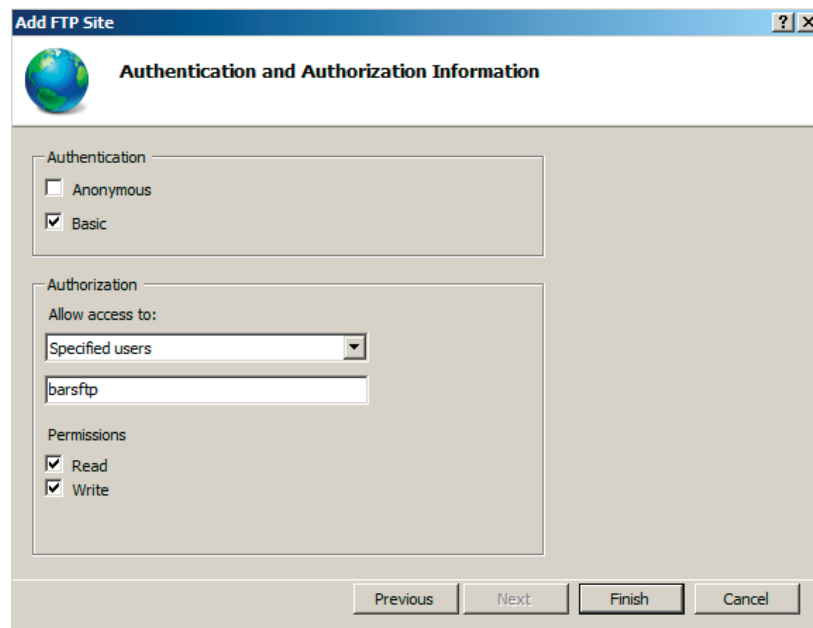 Add FTP Site
?
Authentication and Authorization Information
Authentication
Anonymous
Basic
Authorization
Allow access to:
Specified users
barsftp
Permissions
Read
Write
Previous Next Finish Cancel